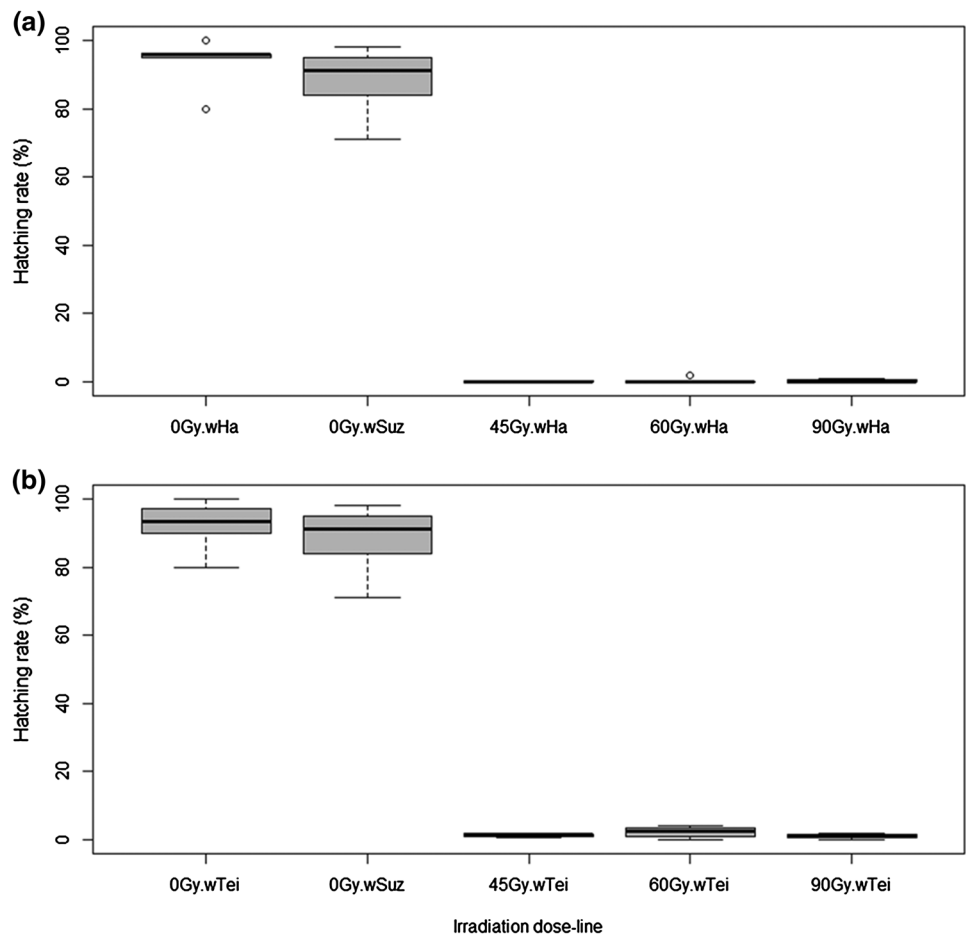 (a)
100
80
60
40
20
0
Hatching rate (%)
0Gy.wHa 0Gy.wSuz 45Gy.wHa 60Gy.wHa 90Gy.wHa
(b)
100
80
60
40
20
0
Hatching rate (%)
0Gy.wTei 0Gy.wSuz 45Gy.wTei 60Gy.wTei 90Gy.wTei
Irradiation dose-line